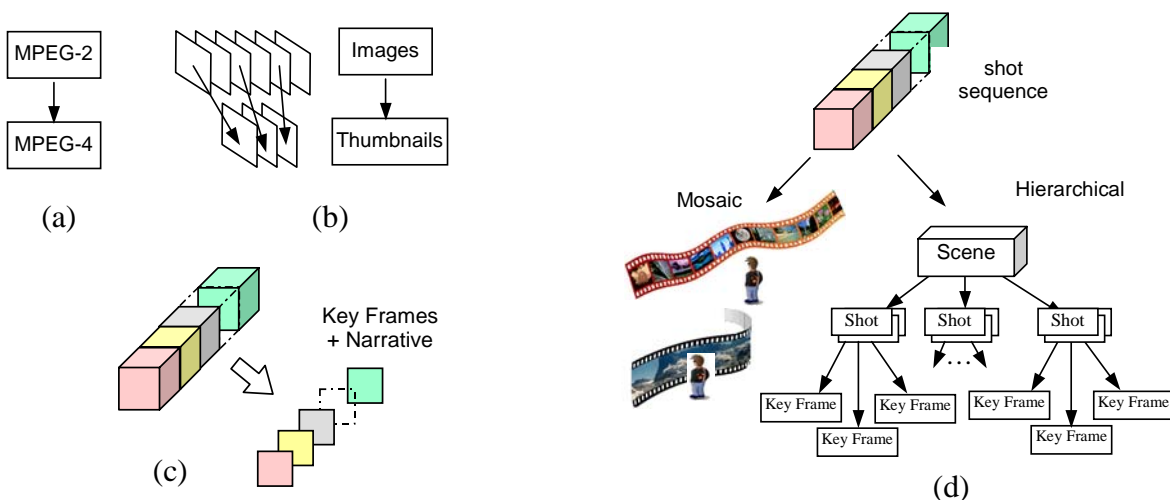 MPEG-2
MPEG-4
(a)
Images
Thumbnails
(b)
Key Frames
+ Narrative
(c)
shot
sequence
Mosaic
Hierarchical
Scene
Shot
Shot
Shot
...
Key Frame
Key Frame
Key Frame
Key Frame
Key Frame
Key Frame
(d)